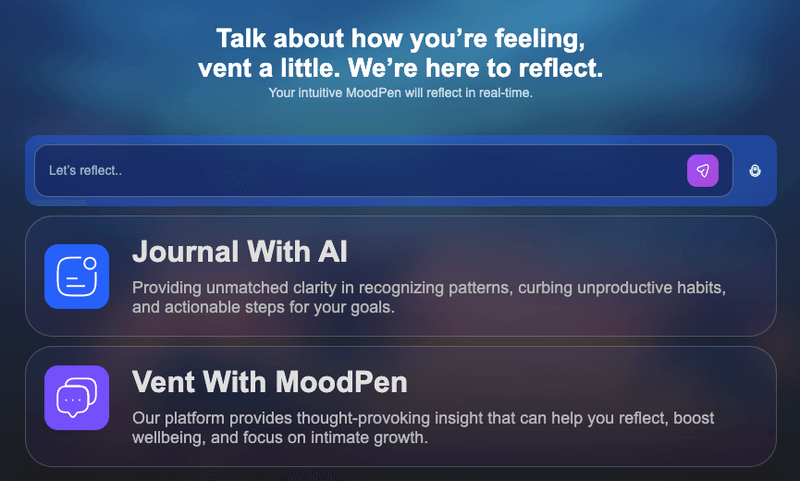 Talk about how you’re feeling,
vent a little. We’re here to reflect.
Your intuitive MoodPen will reflect in real-time.
Let’s reflect..
Journal With AI
Providing unmatched clarity in recognizing patterns, curbing unproductive habits,
and actionable steps for your goals.
Vent With MoodPen
Our platform provides thought-provoking insight that can help you reflect, boost
wellbeing, and focus on intimate growth.